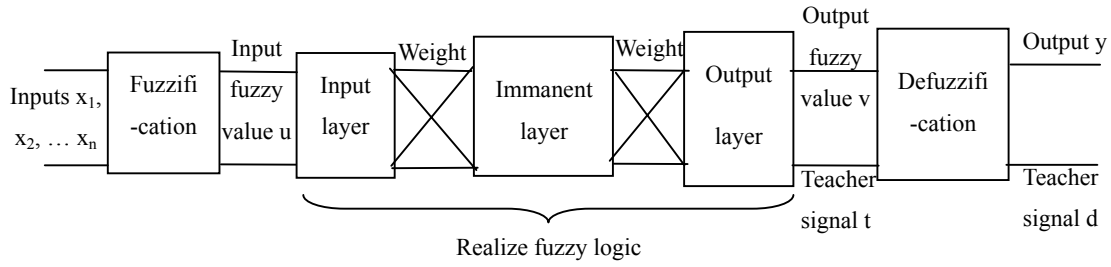 Inputs x1,
x2, … xn
Fuzzifi
-cation
Input
fuzzy
value u
Input
layer
Weight
Immanent
layer
Weight
Output
layer
Output
fuzzy
value v
Teacher
signal t
Defuzzifi
-cation
Output y
Teacher
signal d
Realize fuzzy logic